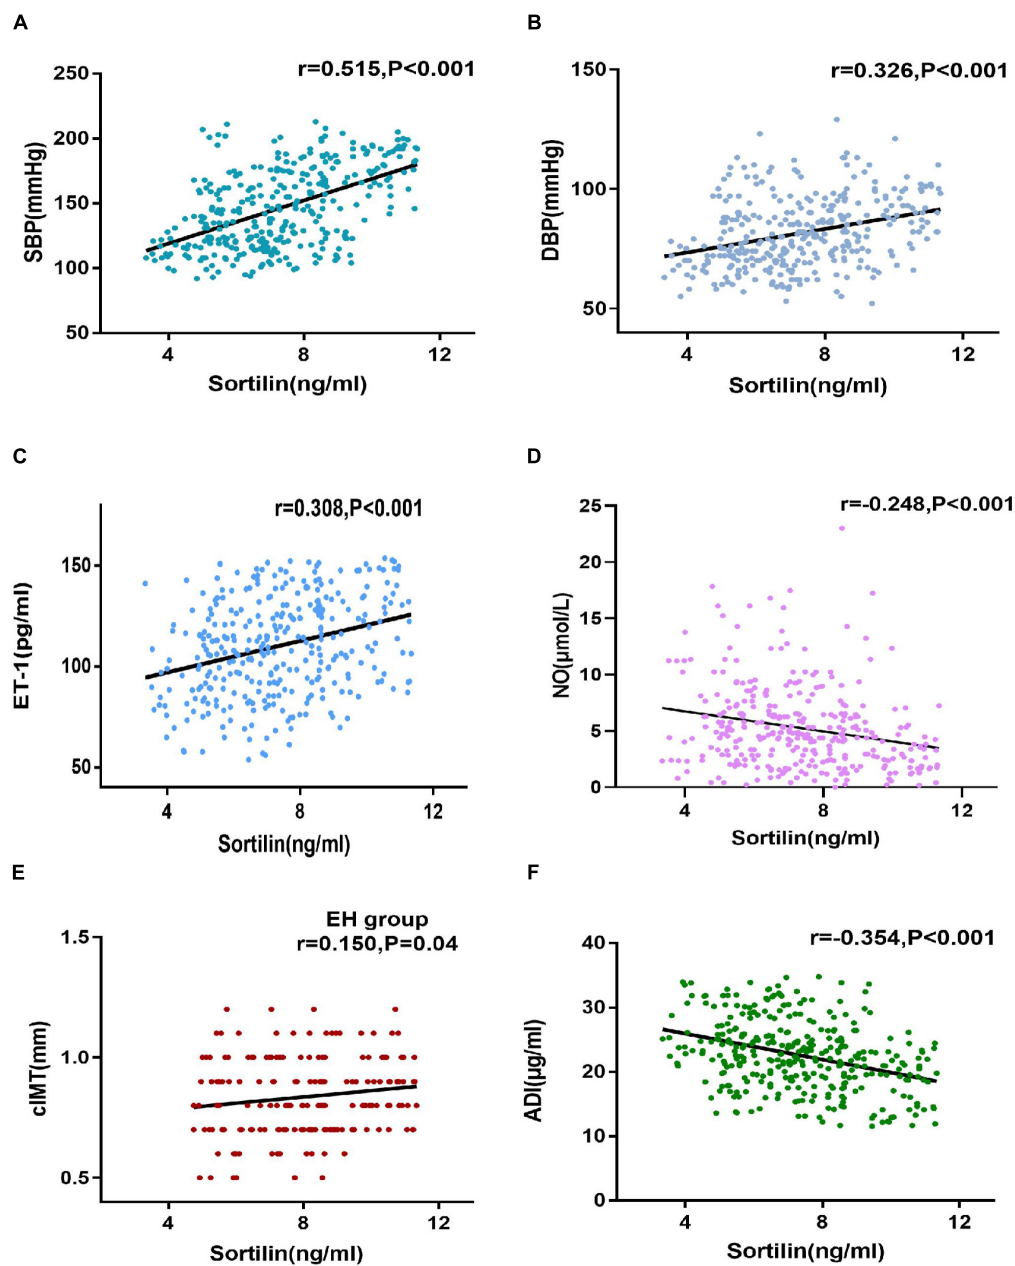 A
r=0.515,P<0.001
SBP(mmHg)
250
200
150
100
50
4 8 12
Sortilin(ng/ml)
B
r=0.326,P<0.001
DBP(mmHg)
150
100
50
4 8 12
Sortilin(ng/ml)
C
r=0.308,P<0.001
ET-1(pg/ml)
150
100
50
4 8 12
Sortilin(ng/ml)
D
r=-0.248,P<0.001
NO(μmol/L)
25
20
15
10
5
0
4 8 12
Sortilin(ng/ml)
E
EH group
r=0.150,P=0.04
cIMT(mm)
1.5
1.0
0.5
4 8 12
Sortilin(ng/ml)
F
r=-0.354,P<0.001
ADI(μg/ml)
40
30
20
10
0
4 8 12
Sortilin(ng/ml)